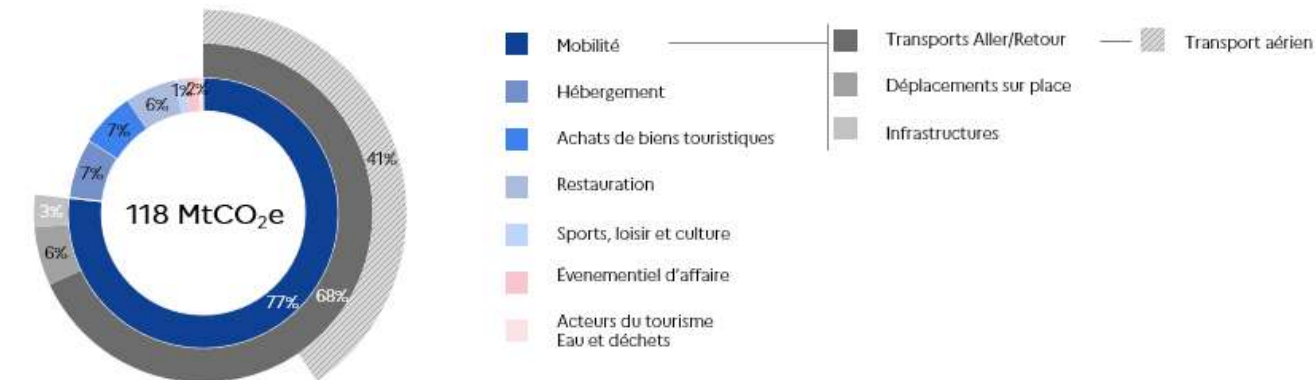 1%
2%
6%
7%
41%
7%
118 MtCO₂e
3%
6%
77%
68%
Mobilité
Hébergement
Achats de biens touristiques
Restauration
Sports, loisir et culture
Évenementiel d'affaire
Acteurs du tourisme
Eau et déchets
Transports Aller/Retour
Déplacements sur place
Infrastructures
Transport aérien